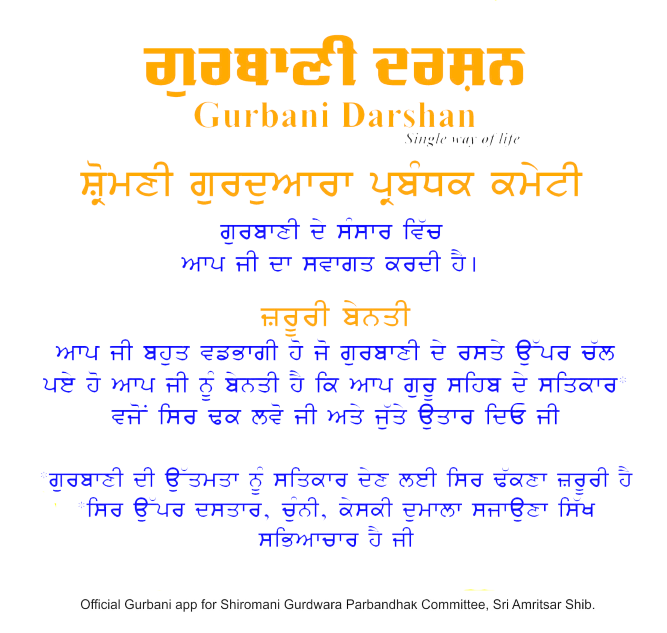 ਗੁਰਬਾਣੀ ਦਰਸ਼ਨ
Gurbani Darshan
Single way of life
ਸ਼੍ਰੋਮਣੀ ਗੁਰਦੁਆਰਾ ਪ੍ਰਬੰਧਕ ਕਮੇਟੀ
ਗੁਰਬਾਣੀ ਦੇ ਸੰਸਾਰ ਵਿੱਚ
ਆਪ ਜੀ ਦਾ ਸਵਾਗਤ ਕਰਦੀ ਹੈ।
ਜ਼ਰੂਰੀ ਬੇਨਤੀ
ਆਪ ਜੀ ਬਹੁਤ ਵਡਭਾਗੀ ਹੋ ਜੋ ਗੁਰਬਾਣੀ ਦੇ ਰਸਤੇ ਉੱਪਰ ਚੱਲ
ਪਏ ਹੋ ਆਪ ਜੀ ਨੂੰ ਬੇਨਤੀ ਹੈ ਕਿ ਆਪ ਗੁਰੂ ਸਹਿਬ ਦੇ ਸਤਿਕਾਰ
ਵਜੋਂ ਸਿਰ ਢਕ ਲਵੋ ਜੀ ਅਤੇ ਜੁੱਤੇ ਉਤਾਰ ਦਿਓ ਜੀ
ਗੁਰਬਾਣੀ ਦੀ ਉੱਤਮਤਾ ਨੂੰ ਸਤਿਕਾਰ ਦੇਣ ਲਈ ਸਿਰ ਢੱਕਣਾ ਜ਼ਰੂਰੀ ਹੈ
ਸਿਰ ਉੱਪਰ ਦਸਤਾਰ, ਚੁੰਨੀ, ਕੇਸਕੀ ਦੁਮਾਲਾ ਸਜਾਉਣਾ ਸਿੱਖ
ਸਭਿਆਚਾਰ ਹੈ ਜੀ
Official Gurbani app for Shiromani Gurdwara Parbandhak Committee, Sri Amritsar Shib.